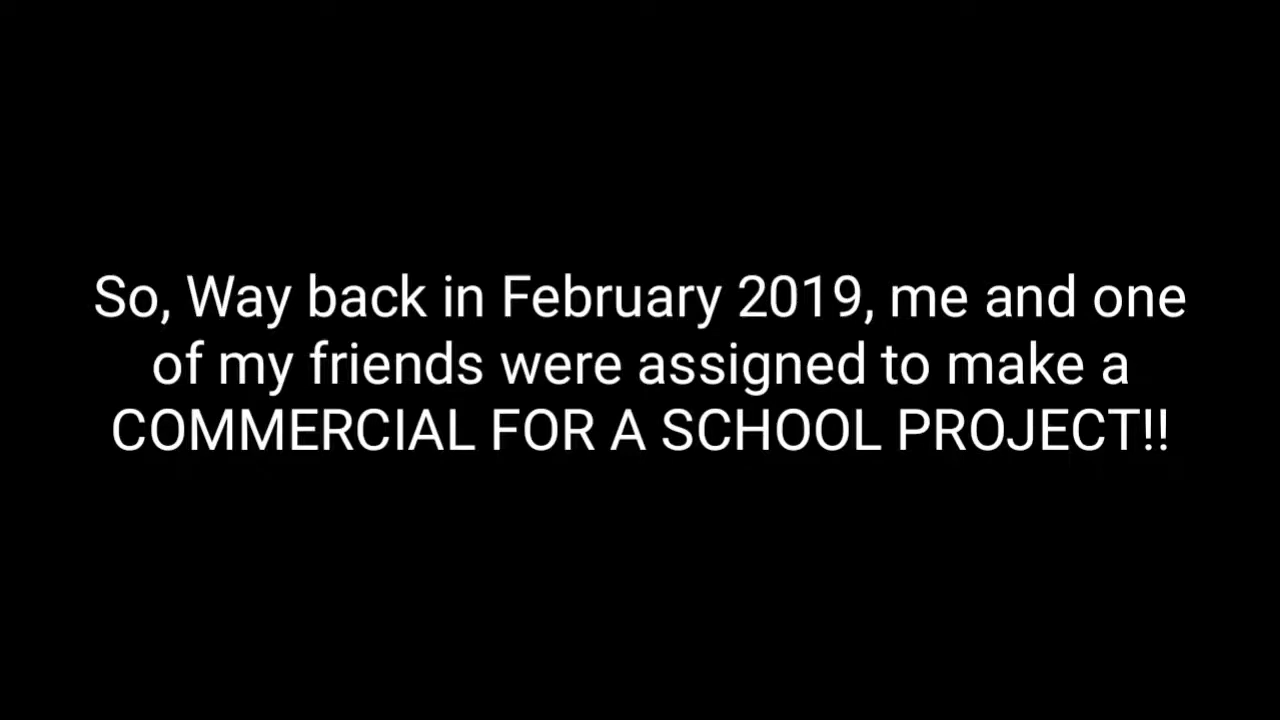 So, Way back in February 2019, me and one
of my friends were assigned to make a
COMMERCIAL FOR A SCHOOL PROJECT!!